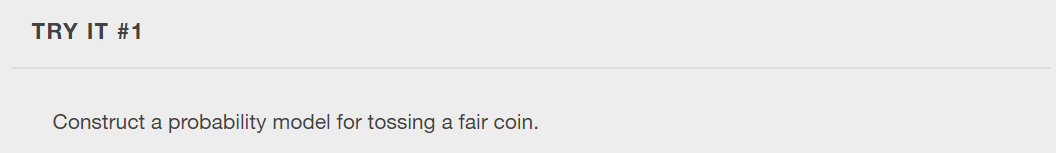 TRY IT #1
Construct a probability model for tossing a fair coin.